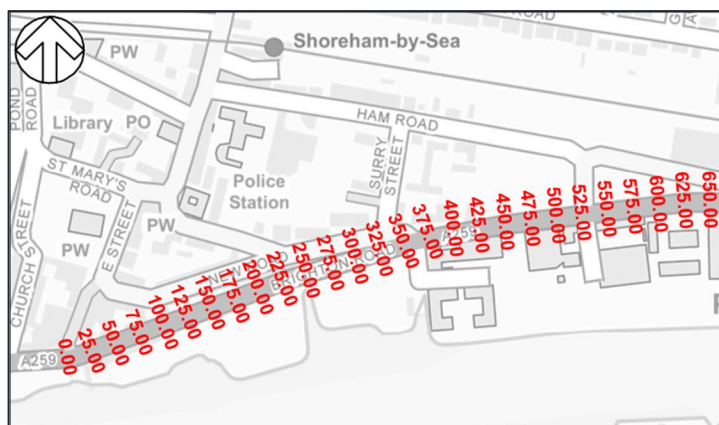 ROAD
PW
Shoreham-by-Sea
POND
ROAD
Library
PO
HAM ROAD
ST MARY'S
ROAD
SURRY
STREET
Police
Station
PW
E STREET
PW
CHURCH STREET
NEW ROAD
BRIGHTON ROAD
A259
A259
0.00
25.00
50.00
75.00
100.00
125.00
150.00
175.00
200.00
225.00
250.00
275.00
300.00
325.00
350.00
375.00
400.00
425.00
450.00
475.00
500.00
525.00
550.00
575.00
600.00
625.00
650.00